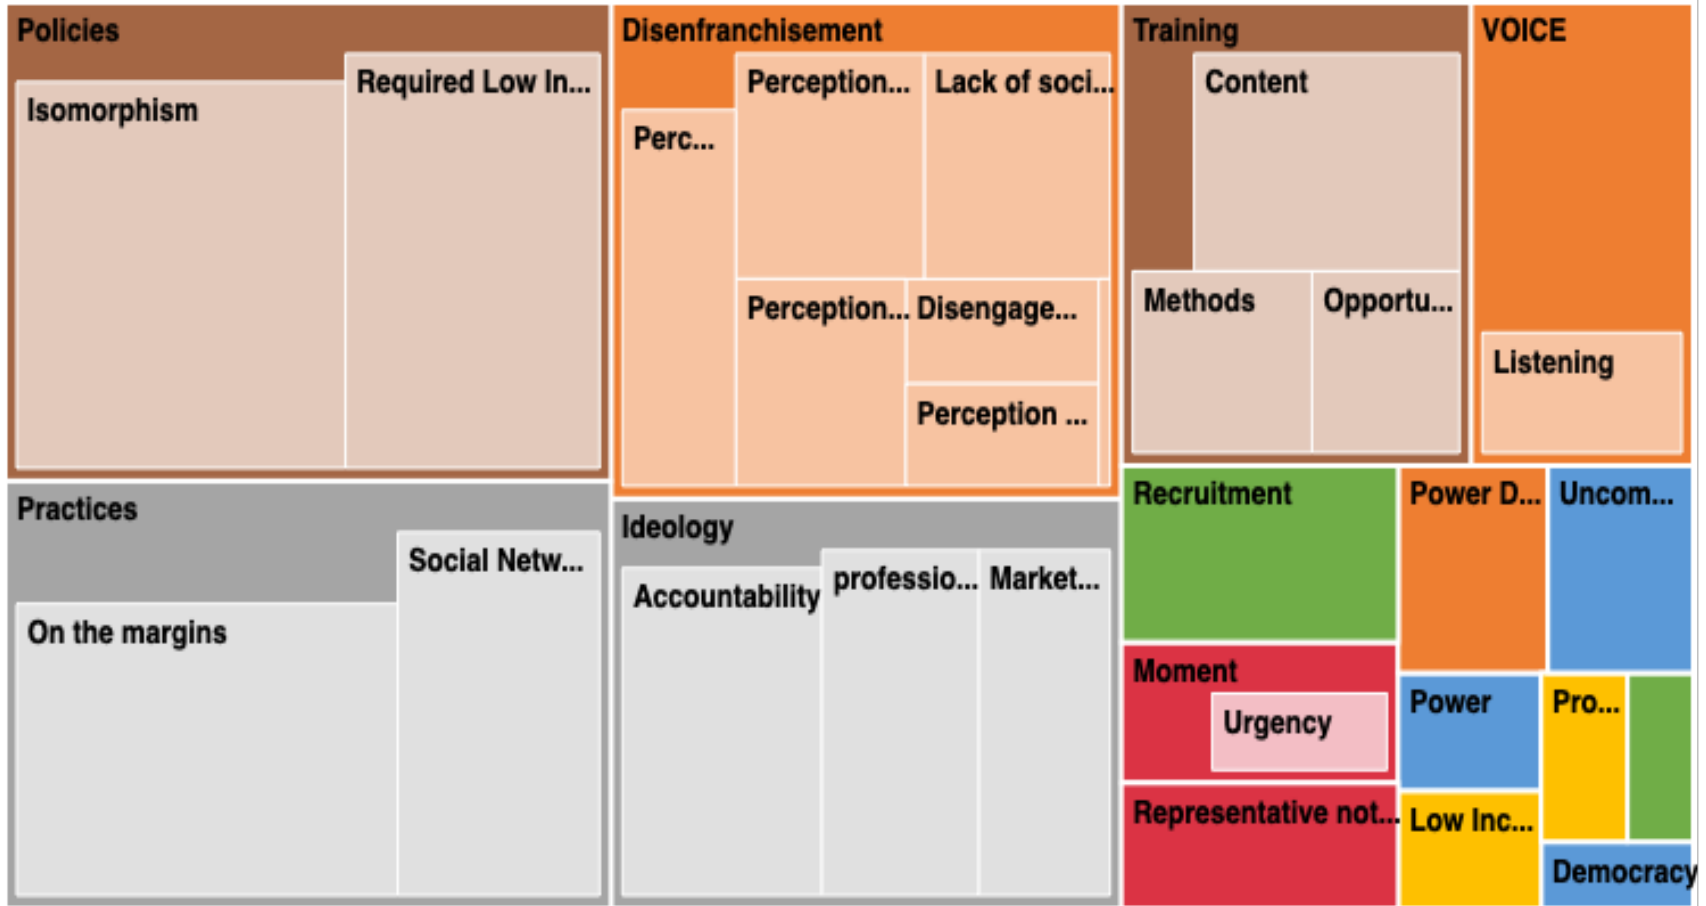 Policies
Isomorphism
Required Low In...
Practices
On the margins
Social Netw...
Disenfranchisement
Perc...
Perception...
Lack of soci...
Perception...
Disengage...
Perception ...
Ideology
Accountability
professio...
Market...
Training
Content
Methods
Opportu...
VOICE
Listening
Recruitment
Moment
Urgency
Representative not...
Power D...
Uncom...
Power
Pro...
Low Inc...
Democracy